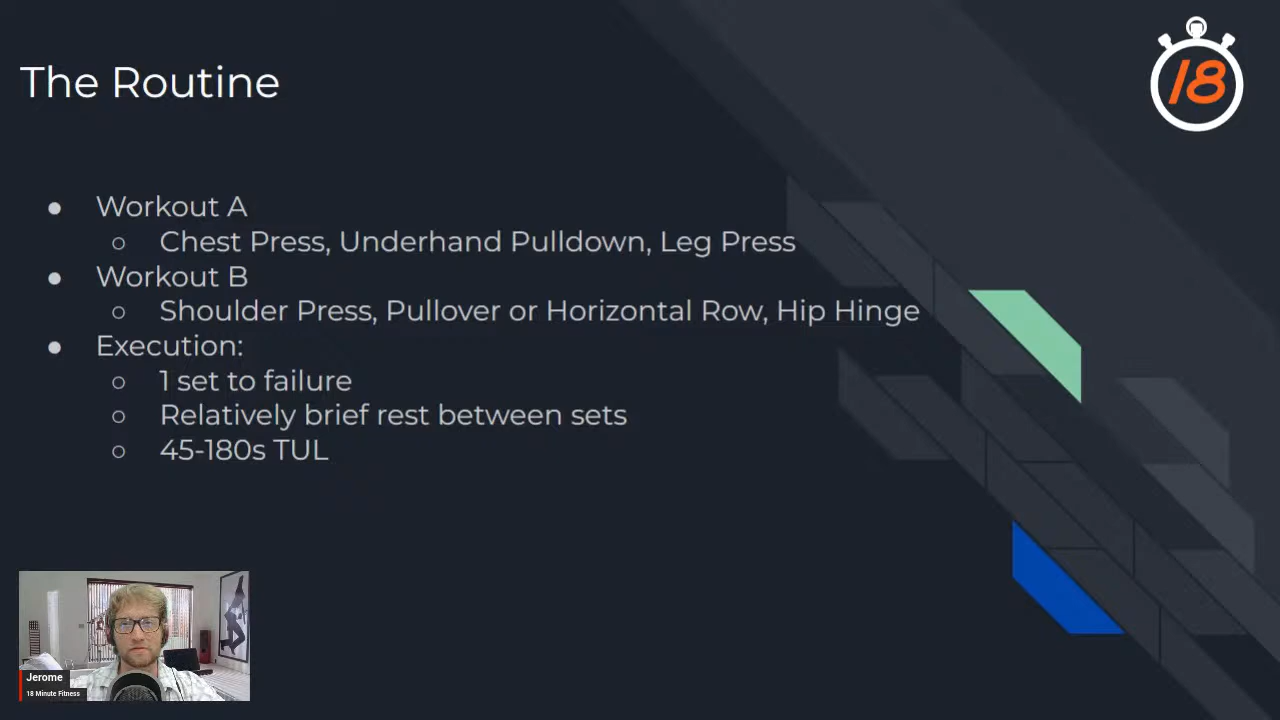 The Routine
18
● Workout A
○ Chest Press, Underhand Pulldown, Leg Press
● Workout B
○ Shoulder Press, Pullover or Horizontal Row, Hip Hinge
● Execution:
○ 1 set to failure
○ Relatively brief rest between sets
○ 45-180s TUL
Jerome
18 Minute Fitness